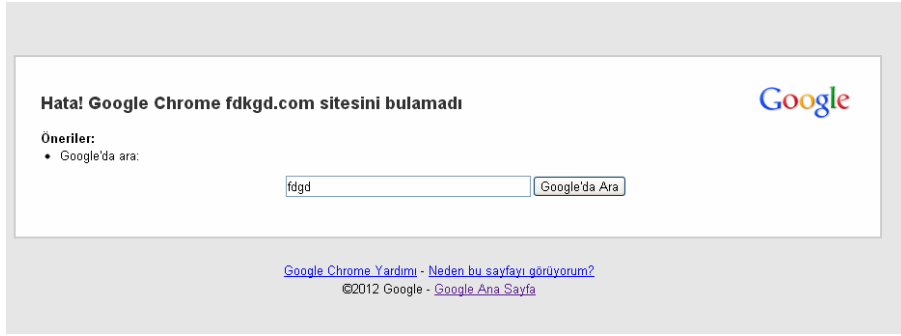 Hata! Google Chrome fdkgd.com sitesini bulamadı
Google
Öneriler:
• Google'da ara:
fdgd Google'da Ara
Google Chrome Yardımı - Neden bu sayfayı görüyorum?
©2012 Google - Google Ana Sayfa